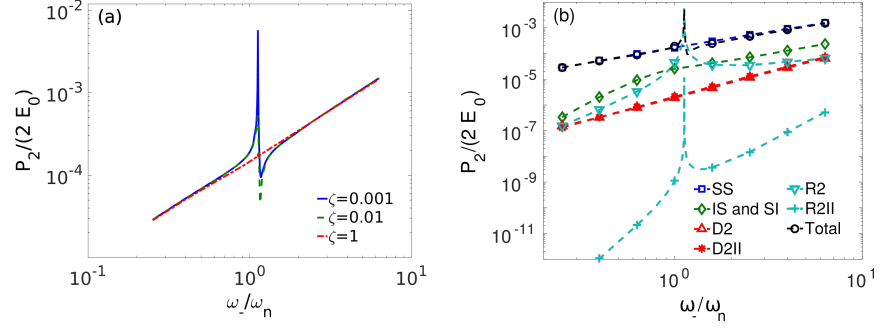 (a)
10^-2
10^-3
10^-4
P_2/(2 E_0)
ζ=0.001
ζ=0.01
ζ=1
10^-1
10^0
10^1
ω_-/ω_n
(b)
10^-3
10^-5
10^-7
10^-9
10^-11
P_2/(2 E_0)
SS
IS and SI
D2
D2II
R2
R2II
Total
10^0
10^1
ω_-/ω_n